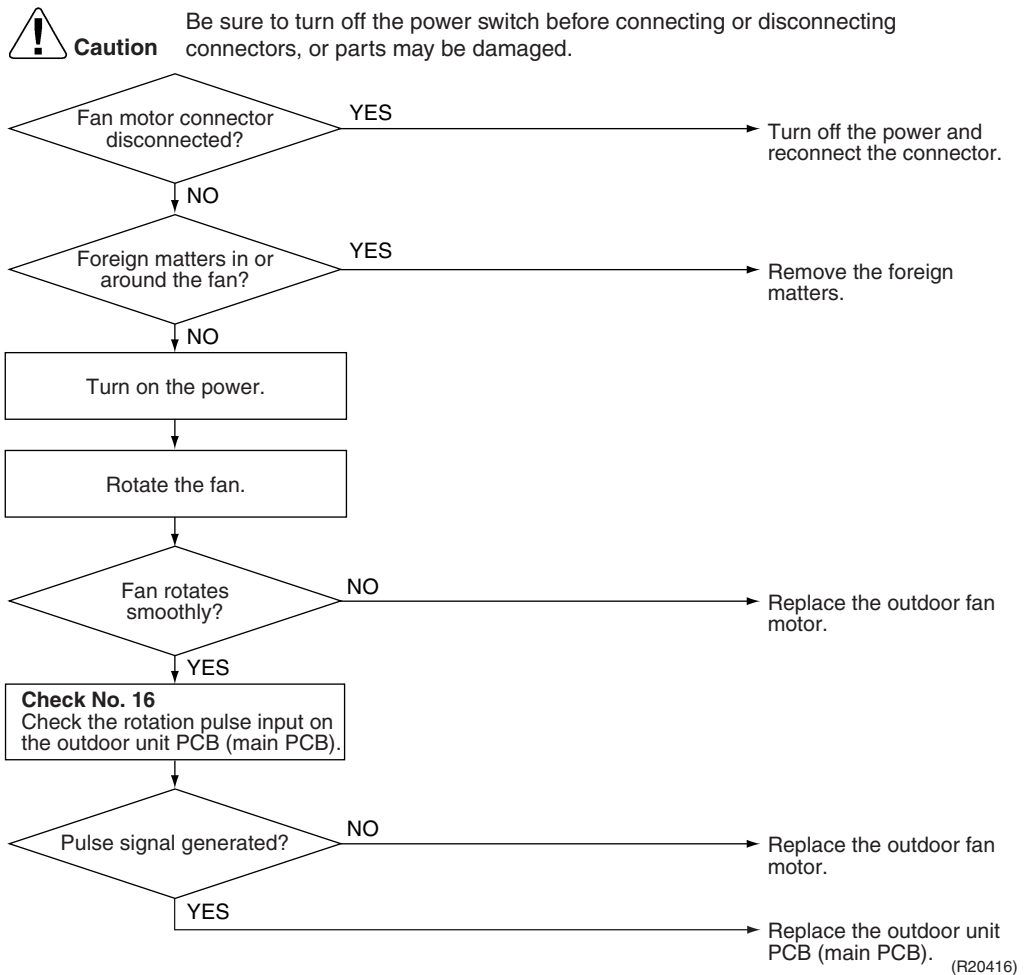 Be sure to turn off the power switch before connecting or disconnecting
Caution connectors, or parts may be damaged.
Fan motor connector
disconnected?
YES
Turn off the power and
reconnect the connector.
NO
Foreign matters in or
around the fan?
YES
Remove the foreign
matters.
NO
Turn on the power.
Rotate the fan.
Fan rotates
smoothly?
NO
Replace the outdoor fan
motor.
YES
Check No. 16
Check the rotation pulse input on
the outdoor unit PCB (main PCB).
Pulse signal generated?
NO
Replace the outdoor fan
motor.
YES
Replace the outdoor unit
PCB (main PCB).
(R20416)